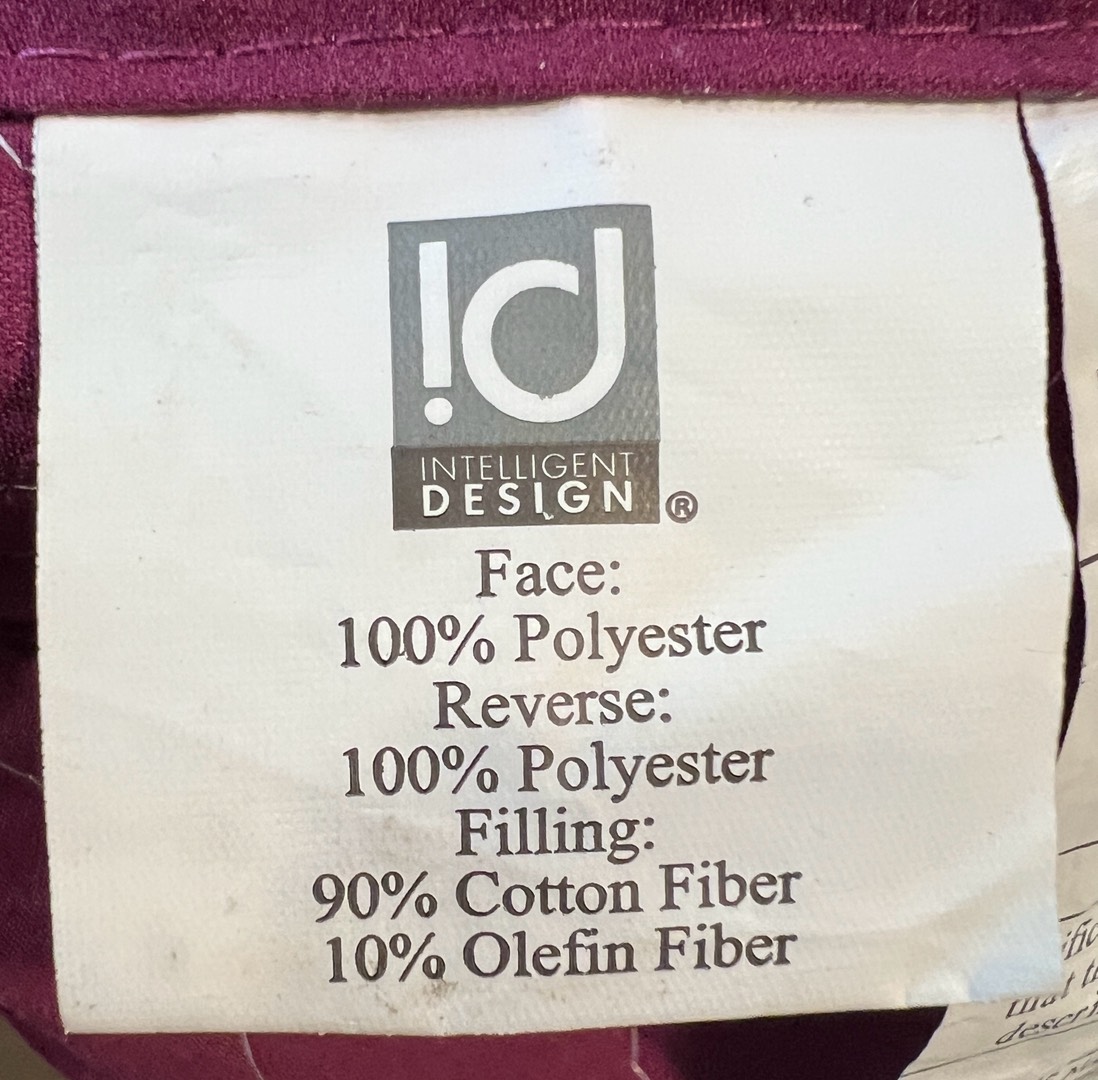 !d
INTELLIGENT
DESIGN ®
Face:
100% Polyester
Reverse:
100% Polyester
Filling:
90% Cotton Fiber
10% Olefin Fiber